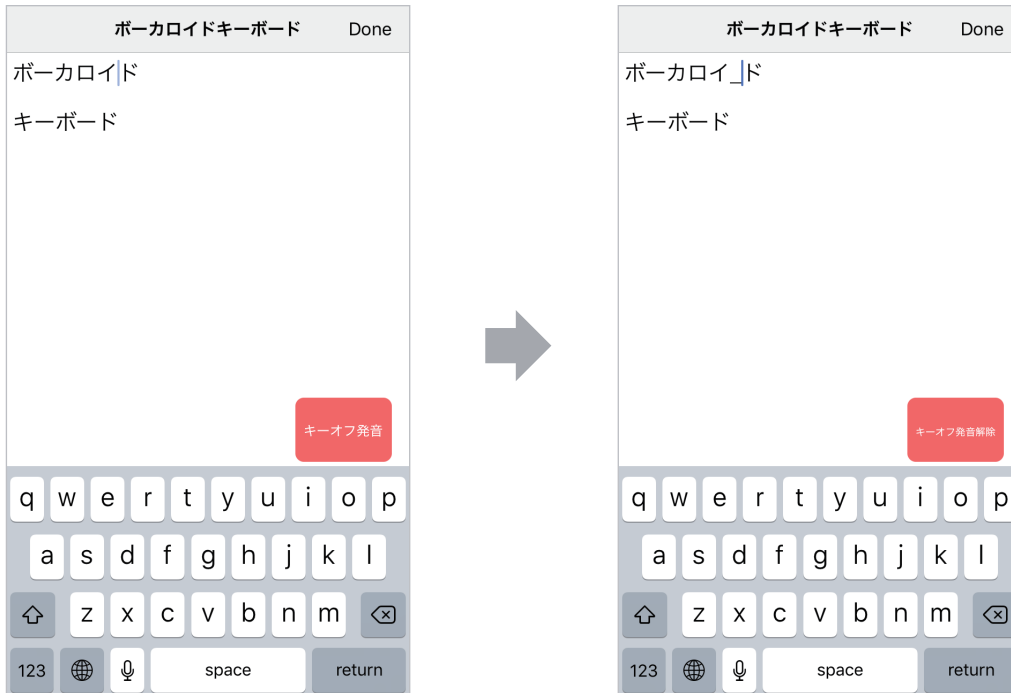 ボーカロイドキーボード Done
ボーカロイド
キーボード
キーオフ発音
q w e r t y u i o p
a s d f g h j k l
z x c v b n m
123 space return
ボーカロイドキーボード Done
ボーカロイ_ド
キーボード
キーオフ発音解除
q w e r t y u i o p
a s d f g h j k l
z x c v b n m
123 space return